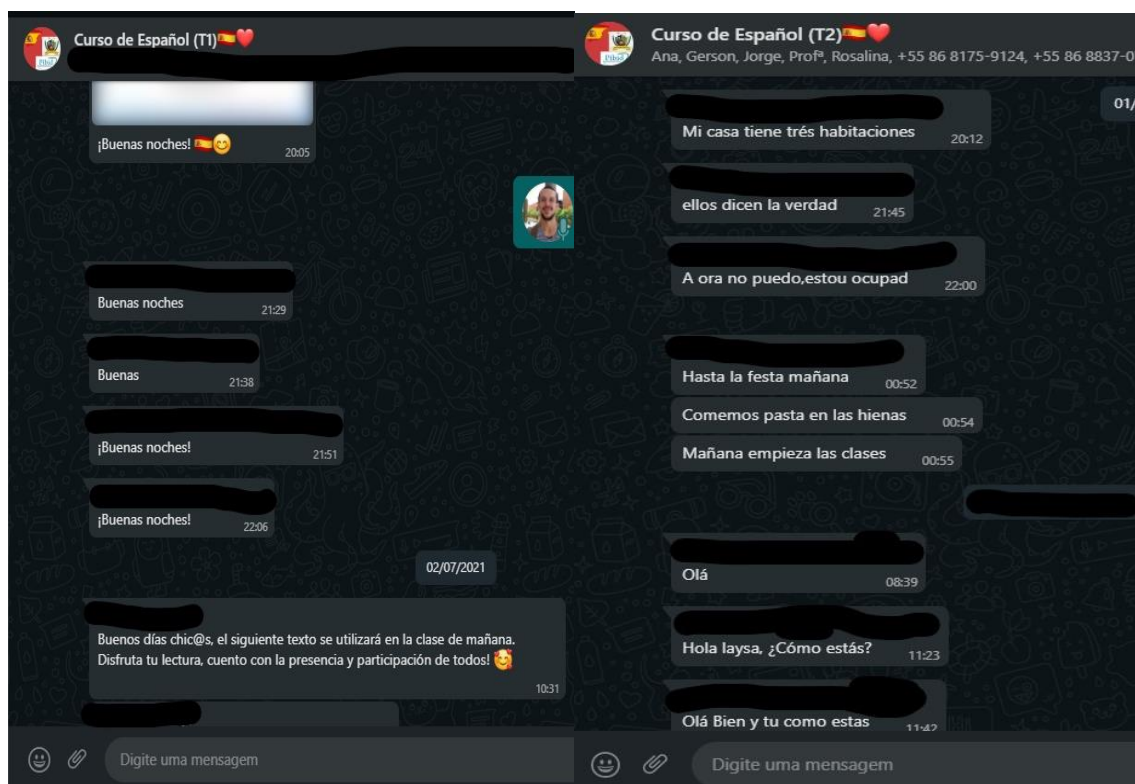 Curso de Español (T1)🇪🇸❤️
¡Buenas noches! 🇪🇸😊
20:05
Buenas noches
21:29
Buenas
21:38
¡Buenas noches!
21:51
¡Buenas noches!
22:06
02/07/2021
Buenos días chic@s, el siguiente texto se utilizará en la clase de mañana.
Disfruta tu lectura, cuento con la presencia y participación de todos! 🥰
10:31
Digite uma mensagem
Curso de Español (T2)🇪🇸❤️
Ana, Gerson, Jorge, Profª, Rosalina, +55 86 8175-9124, +55 86 8837-0
01/
Mi casa tiene trés habitaciones
20:12
ellos dicen la verdad
21:45
A ora no puedo,estou ocupad
22:00
Hasta la festa mañana
00:52
Comemos pasta en las hienas
00:54
Mañana empieza las clases
00:55
Olá
08:39
Hola laysa, ¿Cómo estás?
11:23
Olá Bien y tu como estas
11:42
Digite uma mensagem